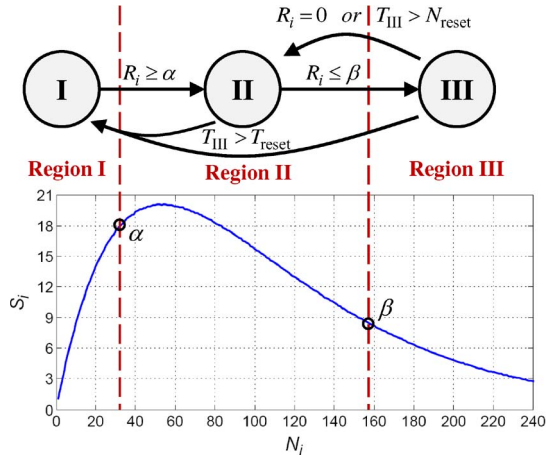 R_i = 0 or T_III > N_reset
I
R_i ≥ α
II
R_i ≤ β
III
T_III > T_reset
Region I
Region II
Region III
21
18
15
12
9
6
3
0
S_i
α
β
0
20
40
60
80
100
120
140
160
180
200
220
240
N_i